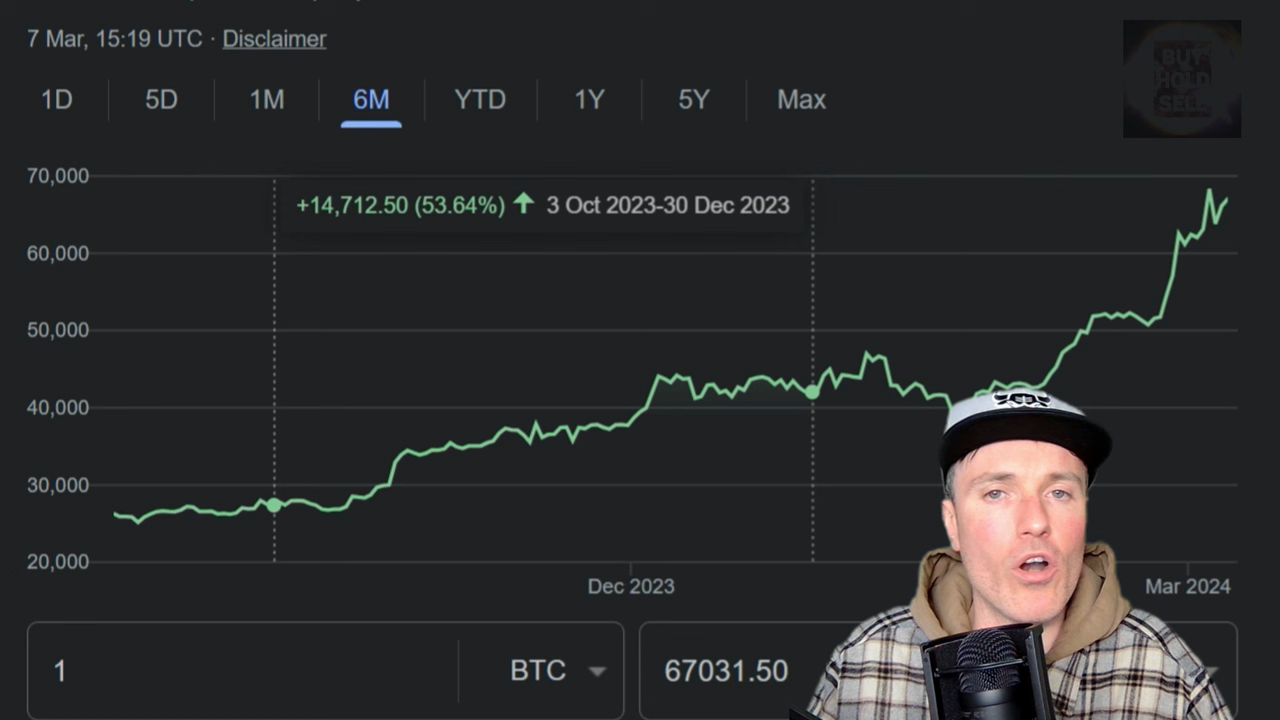 7 Mar, 15:19 UTC · Disclaimer
BUY
HOLD
SELL
1D 5D 1M 6M YTD 1Y 5Y Max
70,000
+14,712.50 (53.64%) ↑ 3 Oct 2023-30 Dec 2023
60,000
50,000
40,000
30,000
20,000
Dec 2023 Mar 2024
1 BTC 67031.50